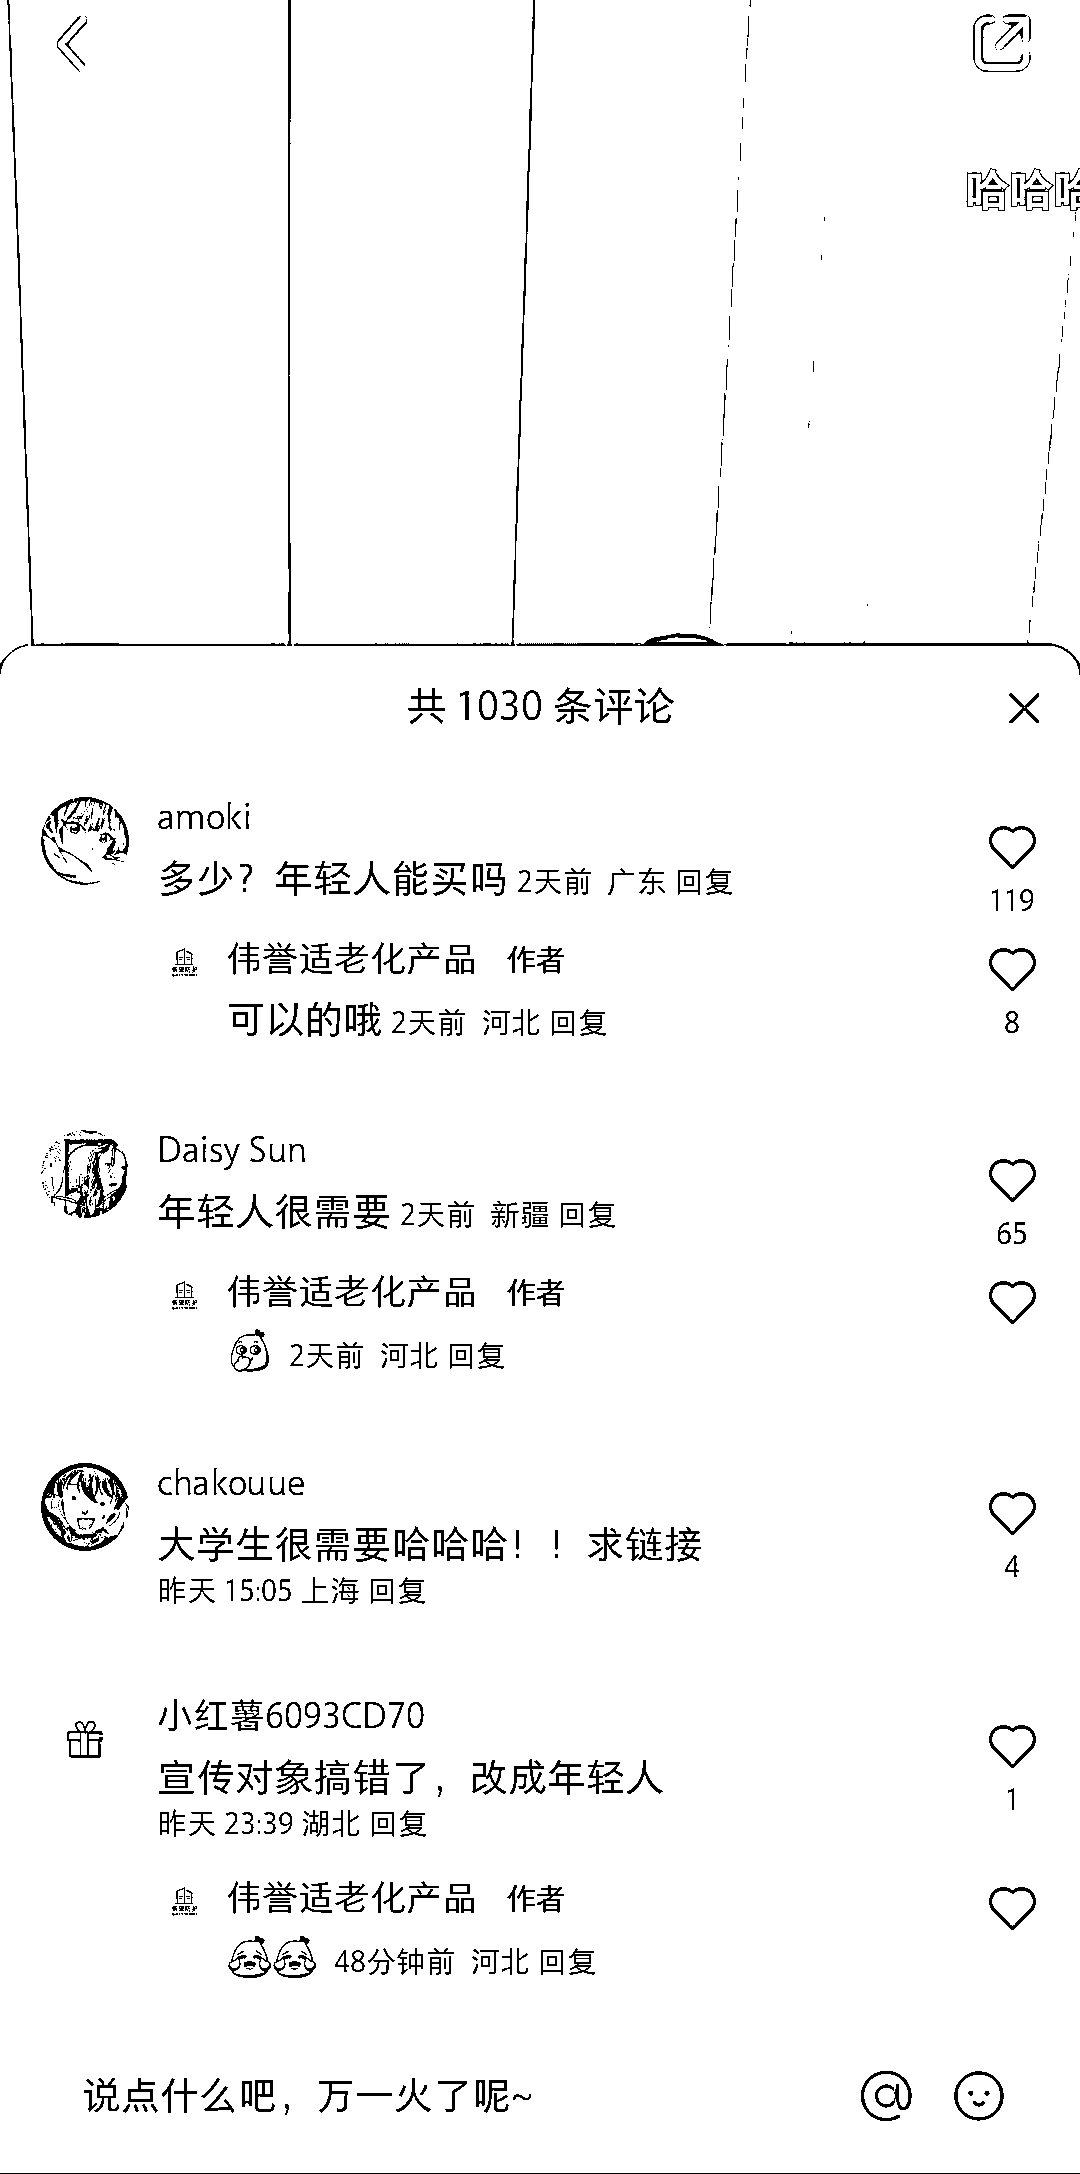 哈哈哈
共 1030 条评论
amoki
多少？年轻人能买吗 2天前 广东 回复
119
伟誉适老化产品 作者
可以的哦 2天前 河北 回复
8
Daisy Sun
年轻人很需要 2天前 新疆 回复
65
伟誉适老化产品 作者
2天前 河北 回复
chakouue
大学生很需要哈哈哈！！求链接
昨天 15:05 上海 回复
4
小红薯6093CD70
宣传对象搞错了，改成年轻人
昨天 23:39 湖北 回复
1
伟誉适老化产品 作者
48分钟前 河北 回复
说点什么吧，万一火了呢~